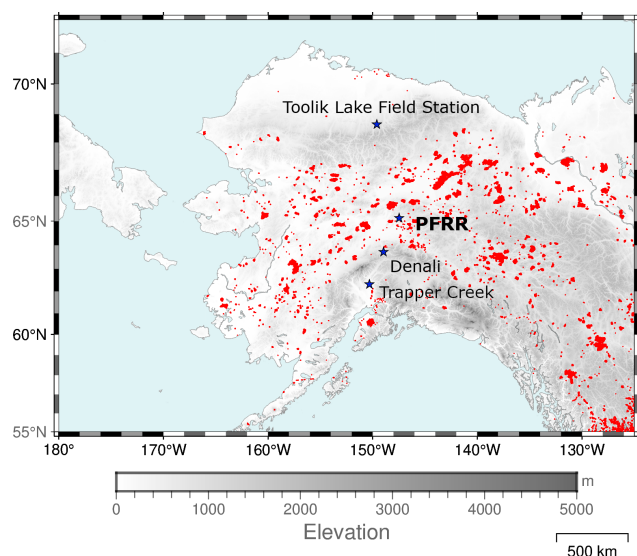 70°N
Toolik Lake Field Station
65°N
PFRR
Denali
Trapper Creek
60°N
55°N
180° 170°W 160°W 150°W 140°W 130°W
m
0 1000 2000 3000 4000 5000
Elevation
500 km